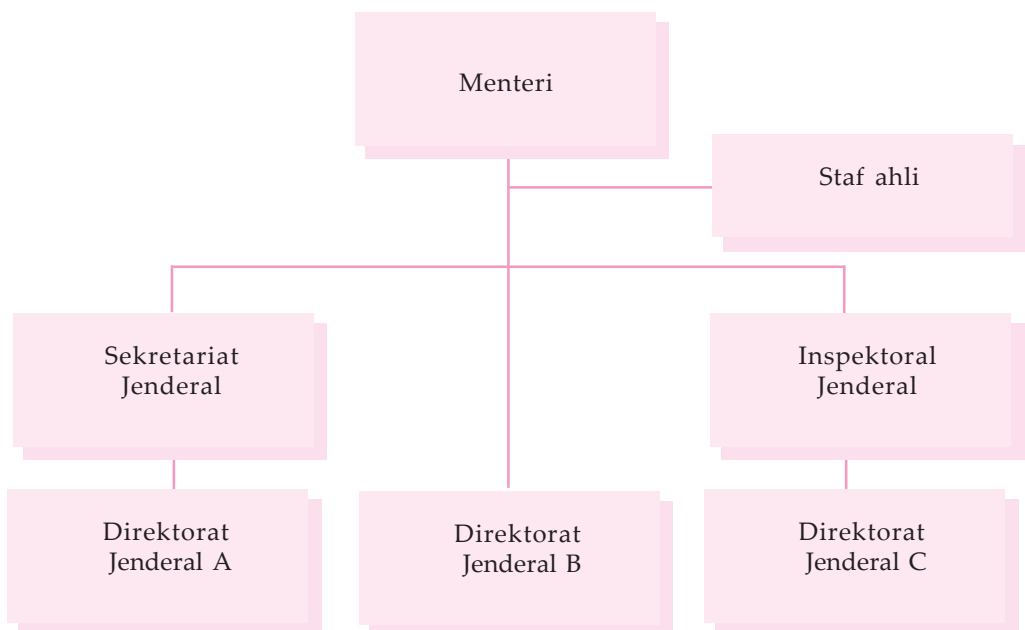 Menteri
Staf ahli
Sekretariat
Jenderal
Inspektoral
Jenderal
Direktorat
Jenderal A
Direktorat
Jenderal B
Direktorat
Jenderal C